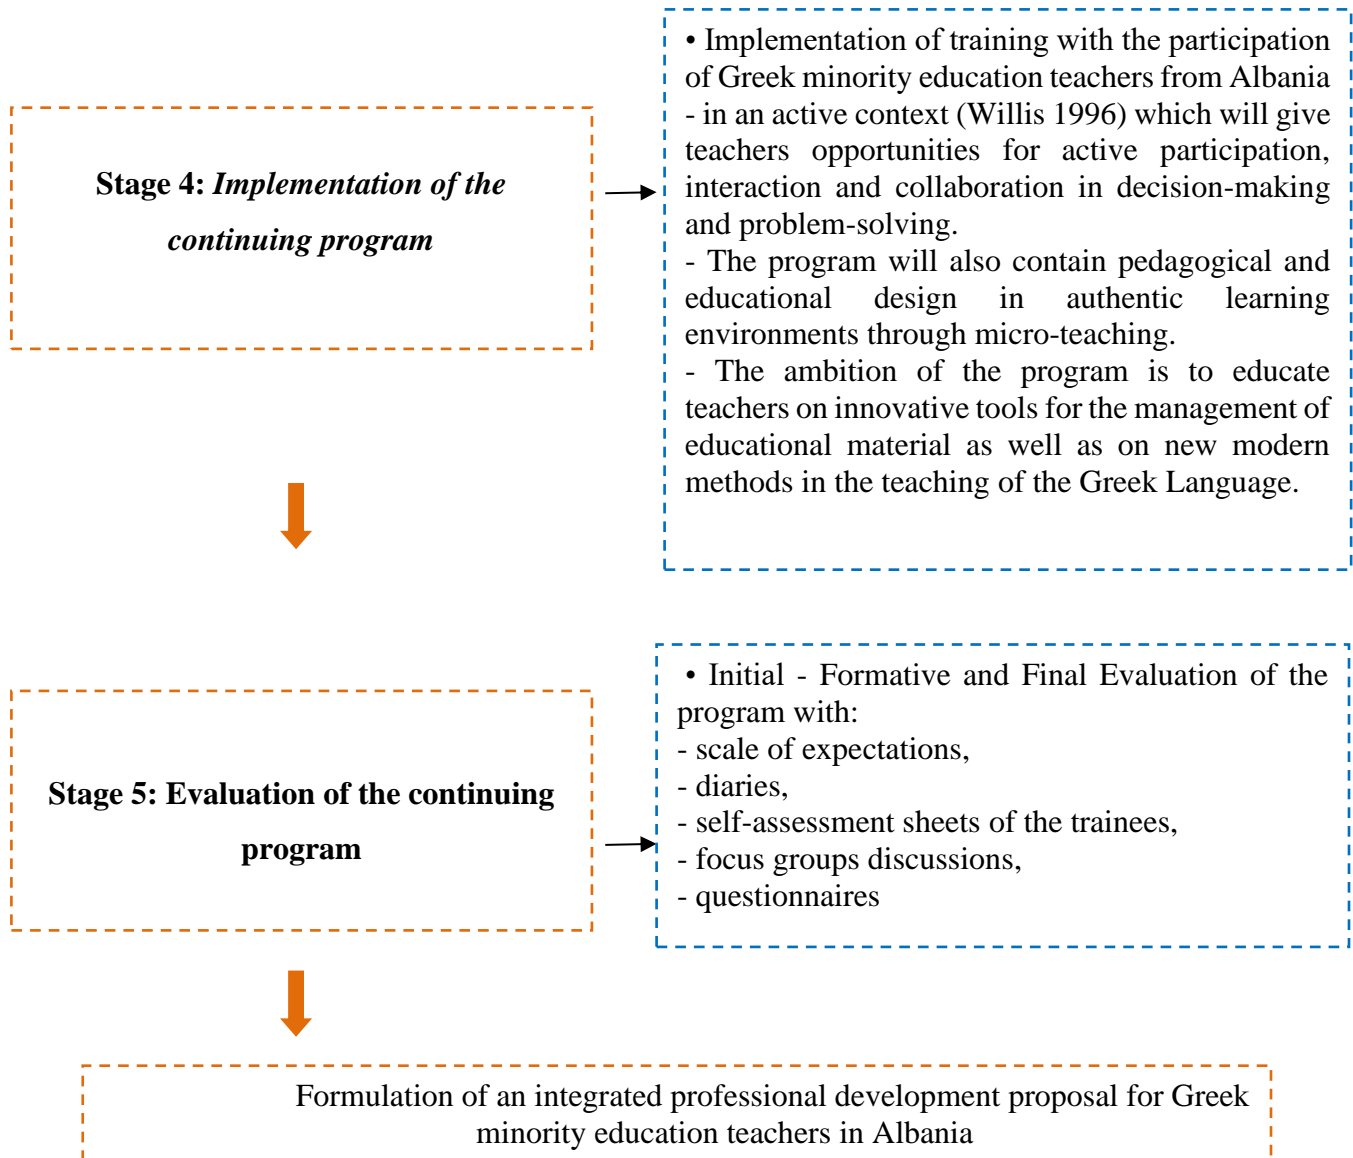 Stage 4: Implementation of the
continuing program
• Implementation of training with the participation
of Greek minority education teachers from Albania
- in an active context (Willis 1996) which will give
teachers opportunities for active participation,
interaction and collaboration in decision-making
and problem-solving.
- The program will also contain pedagogical and
educational design in authentic learning
environments through micro-teaching.
- The ambition of the program is to educate
teachers on innovative tools for the management of
educational material as well as on new modern
methods in the teaching of the Greek Language.
Stage 5: Evaluation of the continuing
program
• Initial - Formative and Final Evaluation of the
program with:
- scale of expectations,
- diaries,
- self-assessment sheets of the trainees,
- focus groups discussions,
- questionnaires
Formulation of an integrated professional development proposal for Greek
minority education teachers in Albania